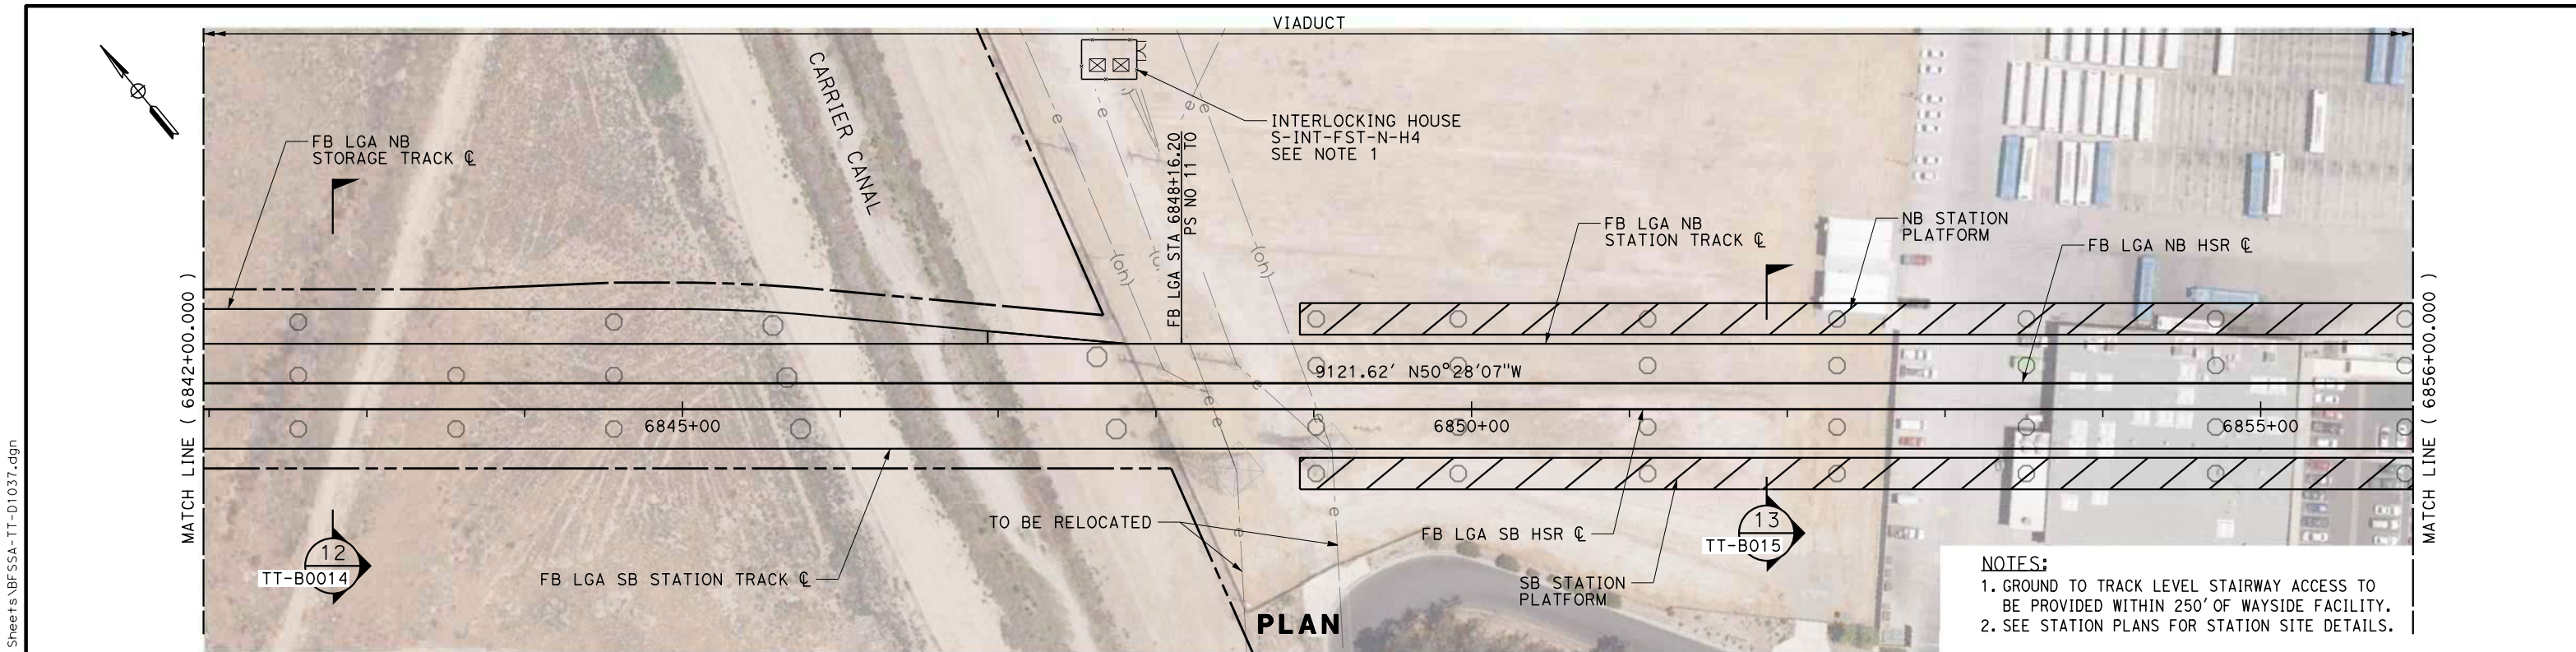 VIADUCT
CARRIER CANAL
FB LGA NB
STORAGE TRACK ℄
INTERLOCKING HOUSE
S-INT-FST-N-H4
SEE NOTE 1
FB LGA STA 6848+16.20
PS NO 11 TO
FB LGA NB
STATION TRACK ℄
NB STATION
PLATFORM
FB LGA NB HSR ℄
e
e
e
e
(oh)
(oh)
MATCH LINE ( 6842+00.000 )
MATCH LINE ( 6856+00.000 )
9121.62' N50°28'07"W
e
e
e
6845+00
6850+00
6855+00
e
e
TO BE RELOCATED
FB LGA SB HSR ℄
13
TT-B015
12
TT-B0014
FB LGA SB STATION TRACK ℄
SB STATION
PLATFORM
PLAN
NOTES:
1. GROUND TO TRACK LEVEL STAIRWAY ACCESS TO
BE PROVIDED WITHIN 250' OF WAYSIDE FACILITY.
2. SEE STATION PLANS FOR STATION SITE DETAILS.
Sheets\BFSSA-TT-D1037.dgn